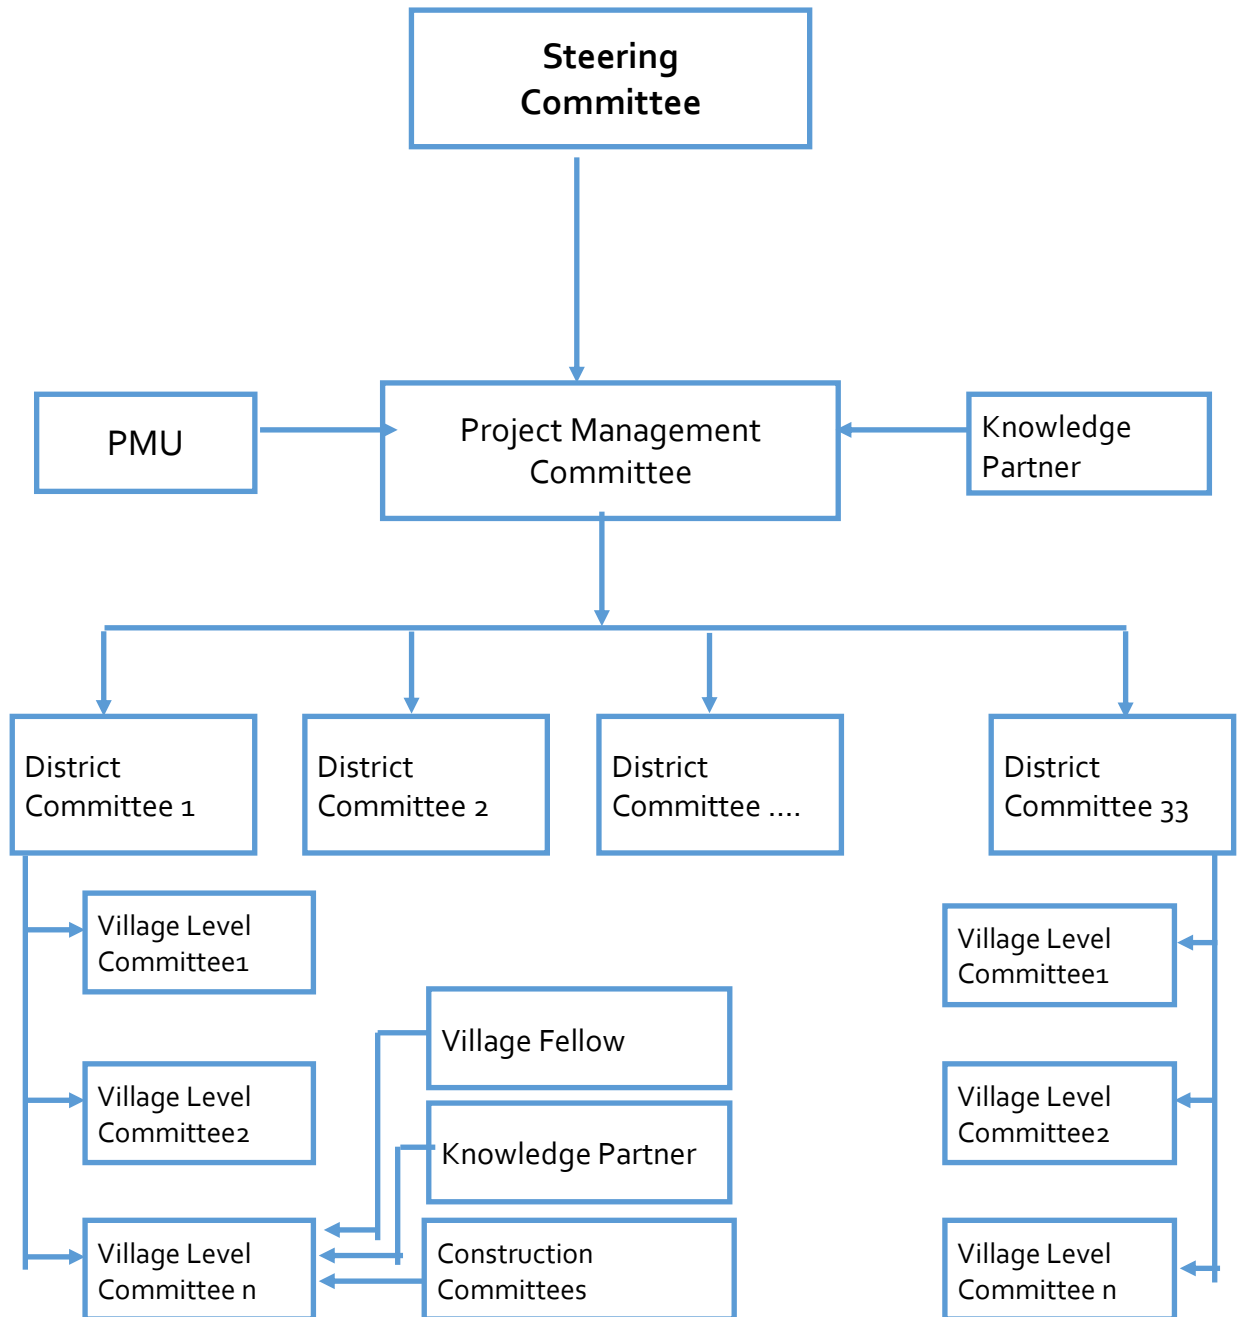 Steering
Committee
PMU
Project Management
Committee
Knowledge
Partner
District
Committee 1
District
Committee 2
District
Committee ....
District
Committee 33
Village Level
Committee1
Village Level
Committee1
Village Fellow
Village Level
Committee2
Village Level
Committee2
Knowledge Partner
Village Level
Committee n
Construction
Committees
Village Level
Committee n